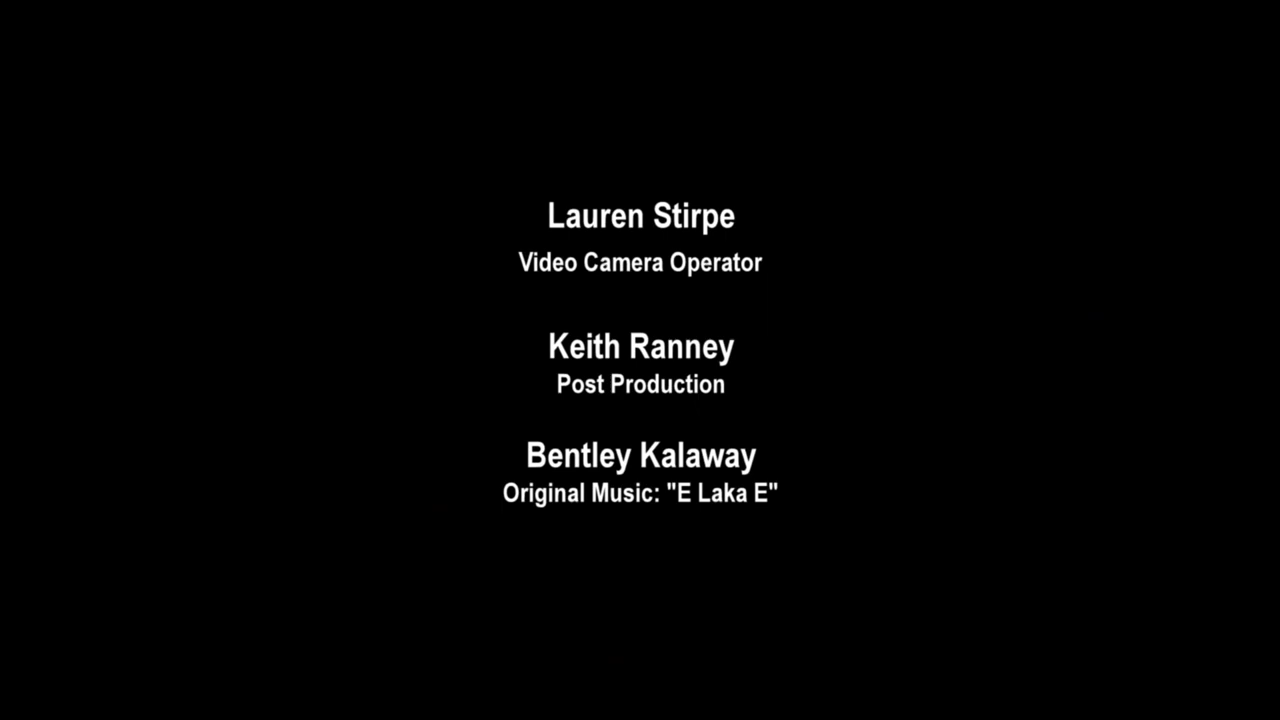 Lauren Stirpe
Video Camera Operator
Keith Ranney
Post Production
Bentley Kalaway
Original Music: "E Laka E"